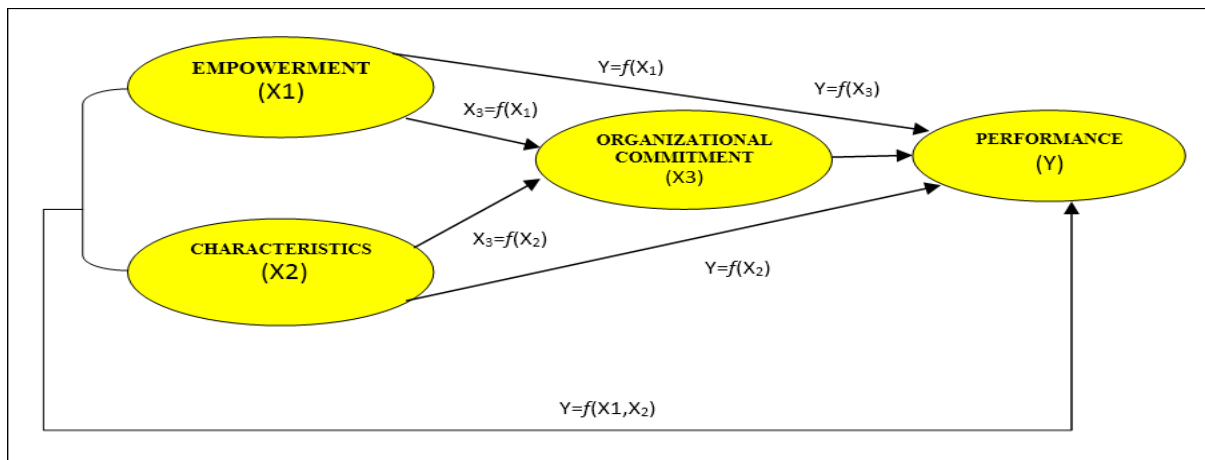 EMPOWERMENT
(X1)
Y=f(X₁)
Y=f(X₃)
X₃=f(X₁)
ORGANIZATIONAL
COMMITMENT
(X3)
PERFORMANCE
(Y)
CHARACTERISTICS
(X2)
X₃=f(X₂)
Y=f(X₂)
Y=f(X1,X₂)